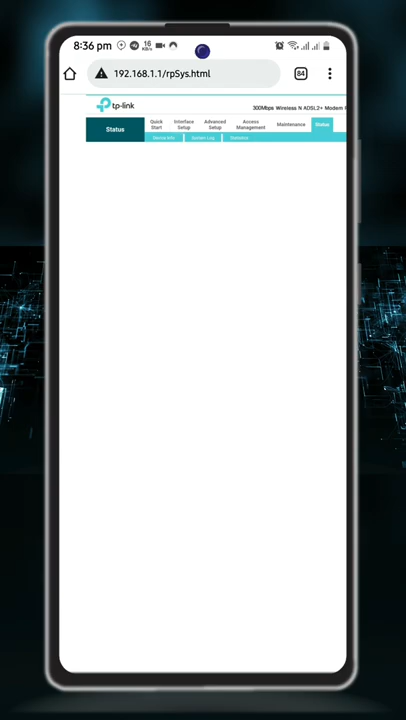 8:36 pm
16
KB/s
192.168.1.1/rpSys.html
84
tp-link
300Mbps Wireless N ADSL2+ Modem
Status
Quick Start
Interface Setup
Advanced Setup
Access Management
Maintenance
Status
Device Info
System Log
Statistics